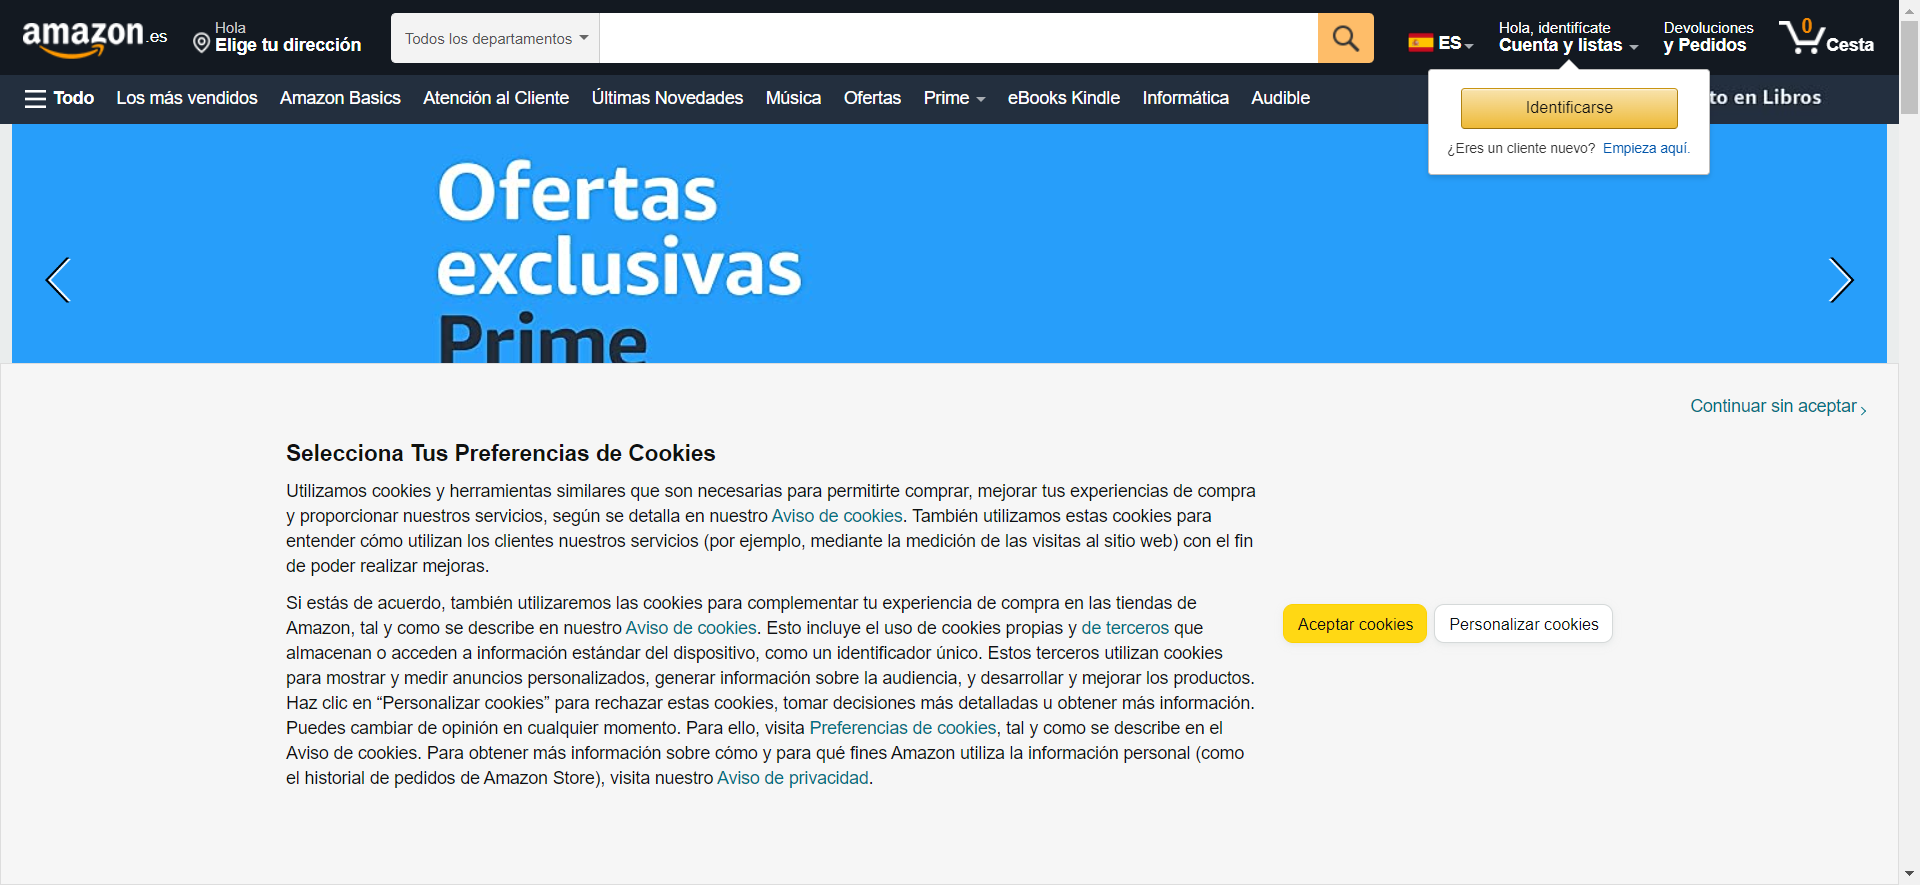 amazon.es
Hola
Elige tu dirección
Todos los departamentos
ES
Hola, identifícate
Cuenta y listas
Devoluciones
y Pedidos
0
Cesta
Todo
Los más vendidos
Amazon Basics
Atención al Cliente
Últimas Novedades
Música
Ofertas
Prime
eBooks Kindle
Informática
Audible
to en Libros
Identificarse
¿Eres un cliente nuevo? Empieza aquí.
Ofertas
exclusivas
Prime
Continuar sin aceptar
Selecciona Tus Preferencias de Cookies
Utilizamos cookies y herramientas similares que son necesarias para permitirte comprar, mejorar tus experiencias de compra
y proporcionar nuestros servicios, según se detalla en nuestro Aviso de cookies. También utilizamos estas cookies para
entender cómo utilizan los clientes nuestros servicios (por ejemplo, mediante la medición de las visitas al sitio web) con el fin
de poder realizar mejoras.
Si estás de acuerdo, también utilizaremos las cookies para complementar tu experiencia de compra en las tiendas de
Amazon, tal y como se describe en nuestro Aviso de cookies. Esto incluye el uso de cookies propias y de terceros que
almacenan o acceden a información estándar del dispositivo, como un identificador único. Estos terceros utilizan cookies
para mostrar y medir anuncios personalizados, generar información sobre la audiencia, y desarrollar y mejorar los productos.
Haz clic en “Personalizar cookies” para rechazar estas cookies, tomar decisiones más detalladas u obtener más información.
Puedes cambiar de opinión en cualquier momento. Para ello, visita Preferencias de cookies, tal y como se describe en el
Aviso de cookies. Para obtener más información sobre cómo y para qué fines Amazon utiliza la información personal (como
el historial de pedidos de Amazon Store), visita nuestro Aviso de privacidad.
Aceptar cookies
Personalizar cookies